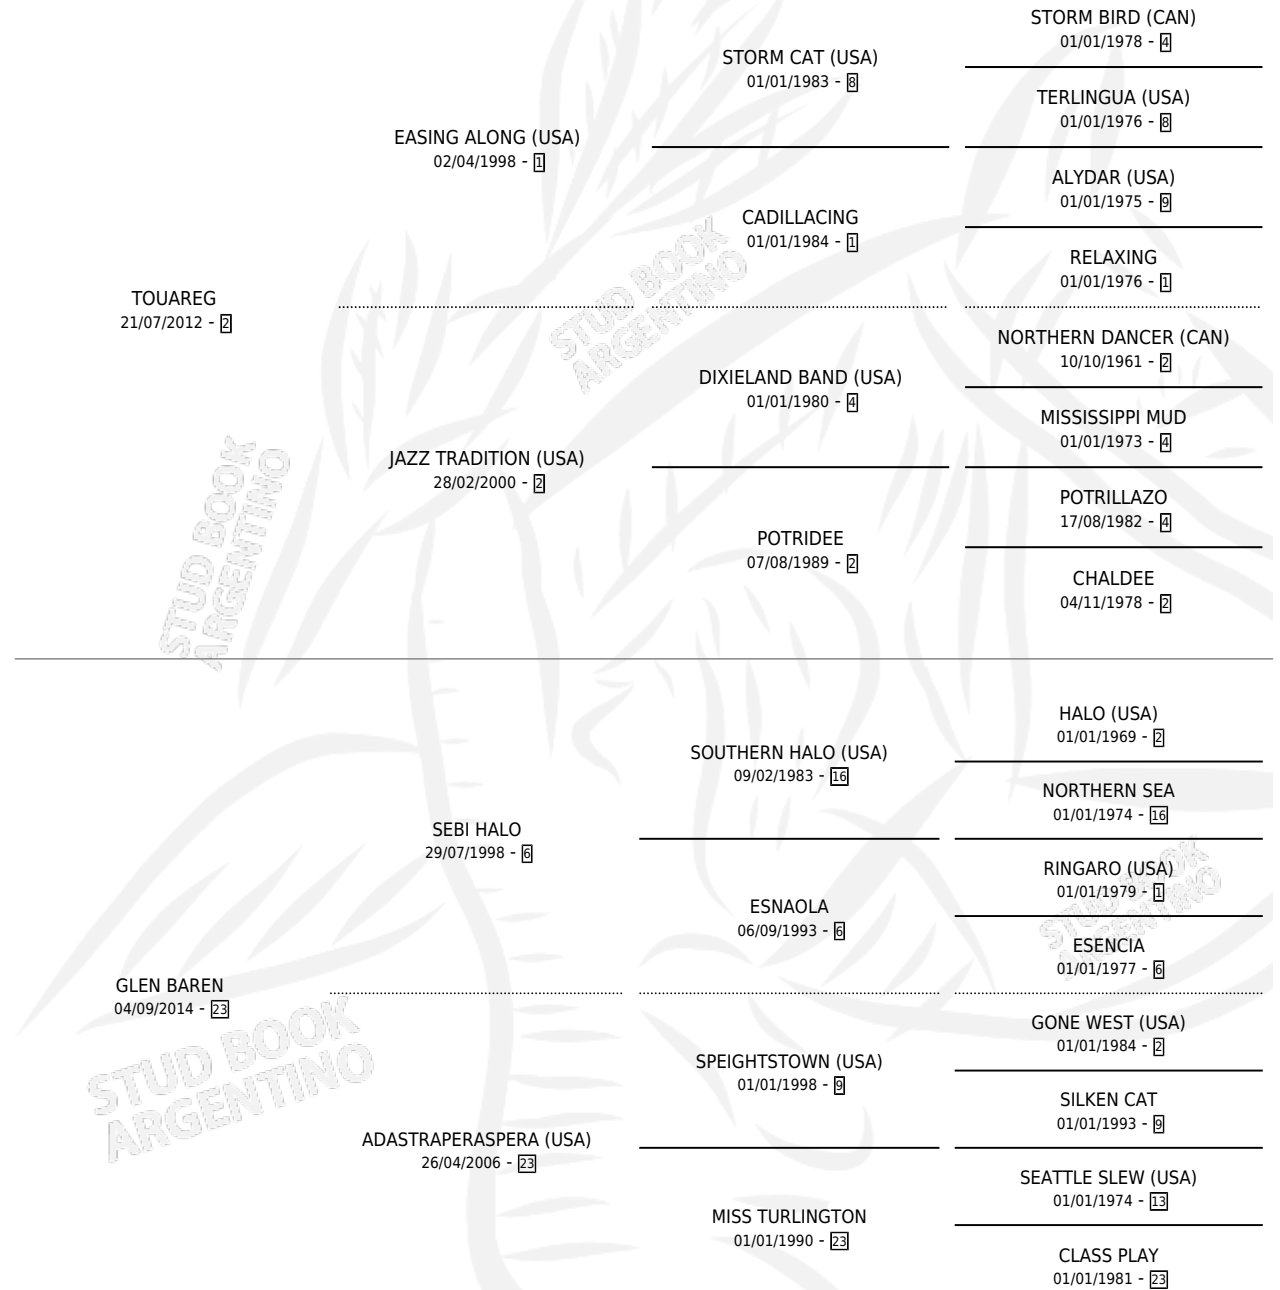 STORM BIRD (CAN)
01/01/1978 - 4
STORM CAT (USA)
01/01/1983 - 8
TERLINGUA (USA)
01/01/1976 - 8
EASING ALONG (USA)
02/04/1998 - 1
ALYDAR (USA)
01/01/1975 - 9
CADILLACING
01/01/1984 - 1
RELAXING
01/01/1976 - 1
TOUAREG
21/07/2012 - 2
NORTHERN DANCER (CAN)
10/10/1961 - 2
DIXIELAND BAND (USA)
01/01/1980 - 4
MISSISSIPPI MUD
01/01/1973 - 4
JAZZ TRADITION (USA)
28/02/2000 - 2
POTRILLAZO
17/08/1982 - 4
POTRIDEE
07/08/1989 - 2
CHALDEE
04/11/1978 - 2
HALO (USA)
01/01/1969 - 2
SOUTHERN HALO (USA)
09/02/1983 - 16
NORTHERN SEA
01/01/1974 - 16
SEBI HALO
29/07/1998 - 6
RINGARO (USA)
01/01/1979 - 1
ESNAOLA
06/09/1993 - 6
ESENCIA
01/01/1977 - 6
GLEN BAREN
04/09/2014 - 23
GONE WEST (USA)
01/01/1984 - 2
SPEIGHTSTOWN (USA)
01/01/1998 - 9
SILKEN CAT
01/01/1993 - 9
ADASTRAPERASPERA (USA)
26/04/2006 - 23
SEATTLE SLEW (USA)
01/01/1974 - 13
MISS TURLINGTON
01/01/1990 - 23
CLASS PLAY
01/01/1981 - 23
STUD BOOK
ARGENTINO
STUD BOOK
ARGENTINO
STUD BOOK
ARGENTINO
STUD BOOK
ARGENTINO